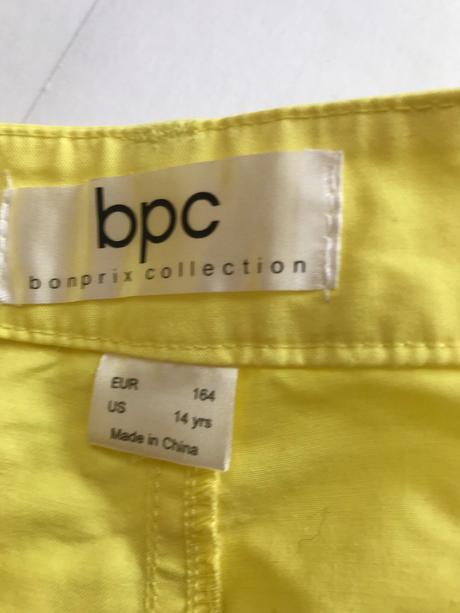 bpc
bonprix collection
EUR 164
US 14 yrs
Made in China